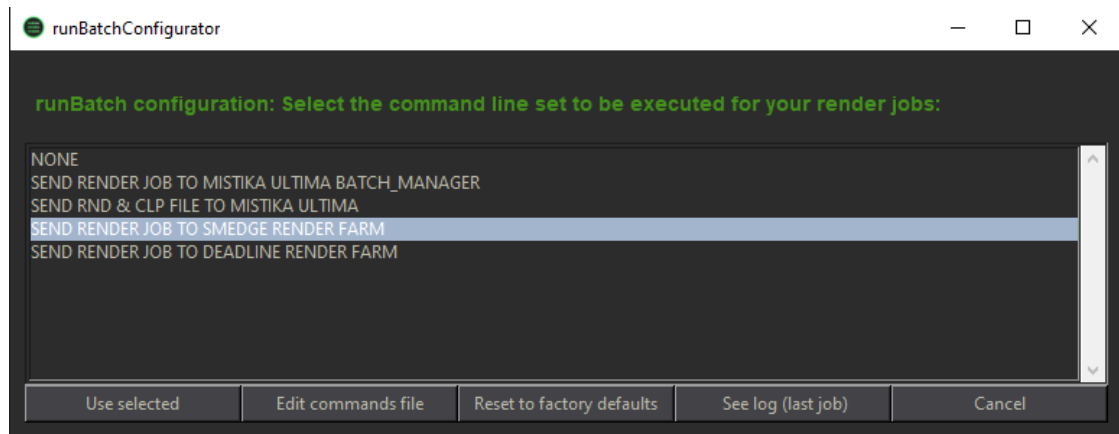 runBatchConfigurator
runBatch configuration: Select the command line set to be executed for your render jobs:
NONE
SEND RENDER JOB TO MISTIKA ULTIMA BATCH_MANAGER
SEND RND & CLP FILE TO MISTIKA ULTIMA
SEND RENDER JOB TO SMEDGE RENDER FARM
SEND RENDER JOB TO DEADLINE RENDER FARM
Use selected Edit commands file Reset to factory defaults See log (last job) Cancel